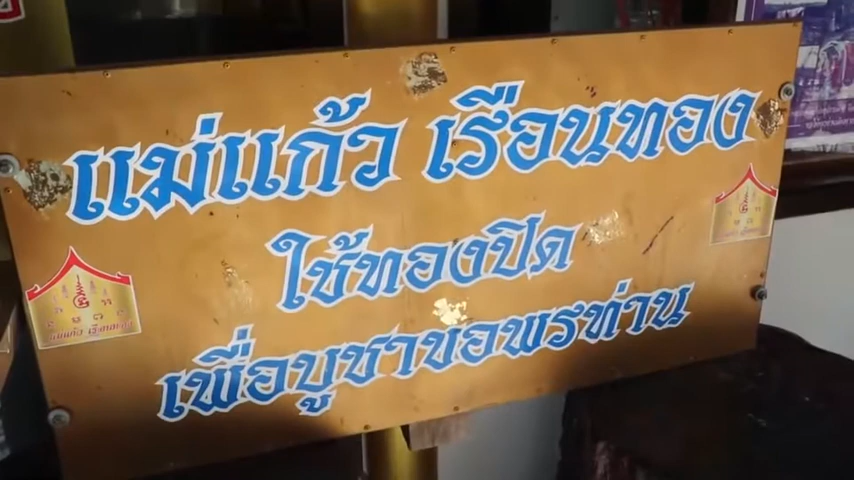 แม่แก้ว เรือนทอง
ใช้ทองปิด
เพื่อบูชาขอพรท่าน